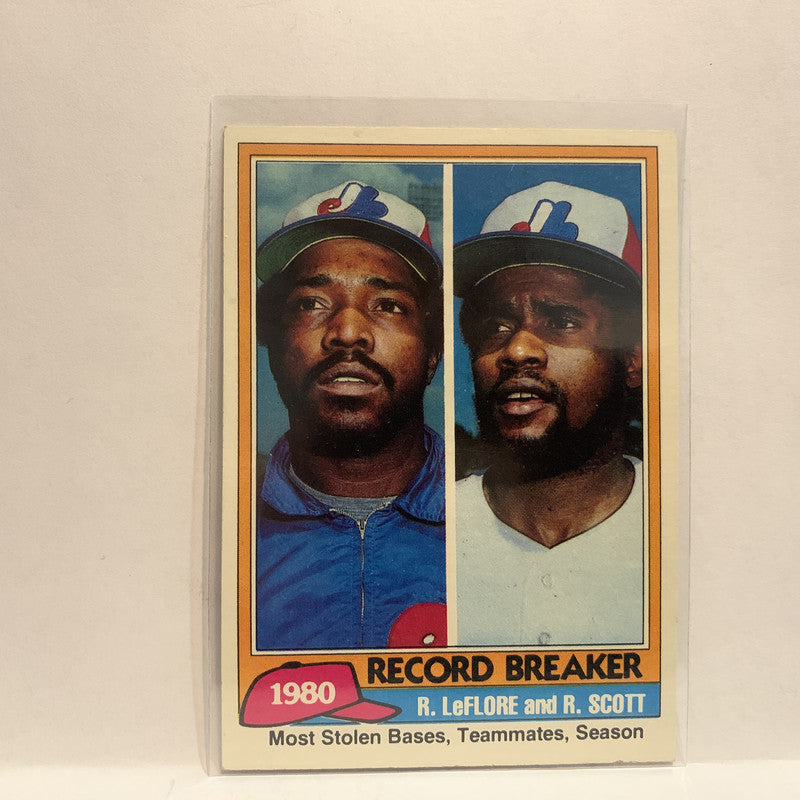 RECORD BREAKER
1980
R. LeFLORE and R. SCOTT
Most Stolen Bases, Teammates, Season